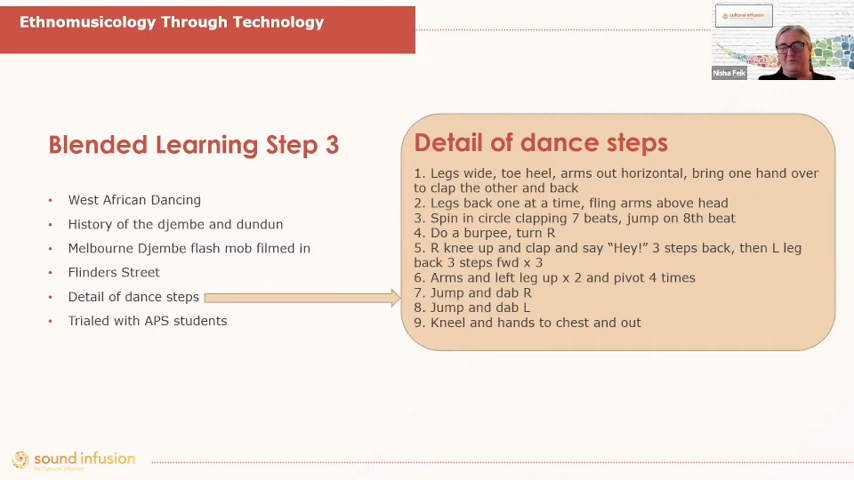 Ethnomusicology Through Technology
cultural infusion
Nisha Feik
Blended Learning Step 3
• West African Dancing
• History of the djembe and dundun
• Melbourne Djembe flash mob filmed in
• Flinders Street
• Detail of dance steps
• Trialed with APS students
Detail of dance steps
1. Legs wide, toe heel, arms out horizontal, bring one hand over
to clap the other and back
2. Legs back one at a time, fling arms above head
3. Spin in circle clapping 7 beats, jump on 8th beat
4. Do a burpee, turn R
5. R knee up and clap and say “Hey!” 3 steps back, then L leg
back 3 steps fwd x 3
6. Arms and left leg up x 2 and pivot 4 times
7. Jump and dab R
8. Jump and dab L
9. Kneel and hands to chest and out
sound infusion
by Cultural Infusion